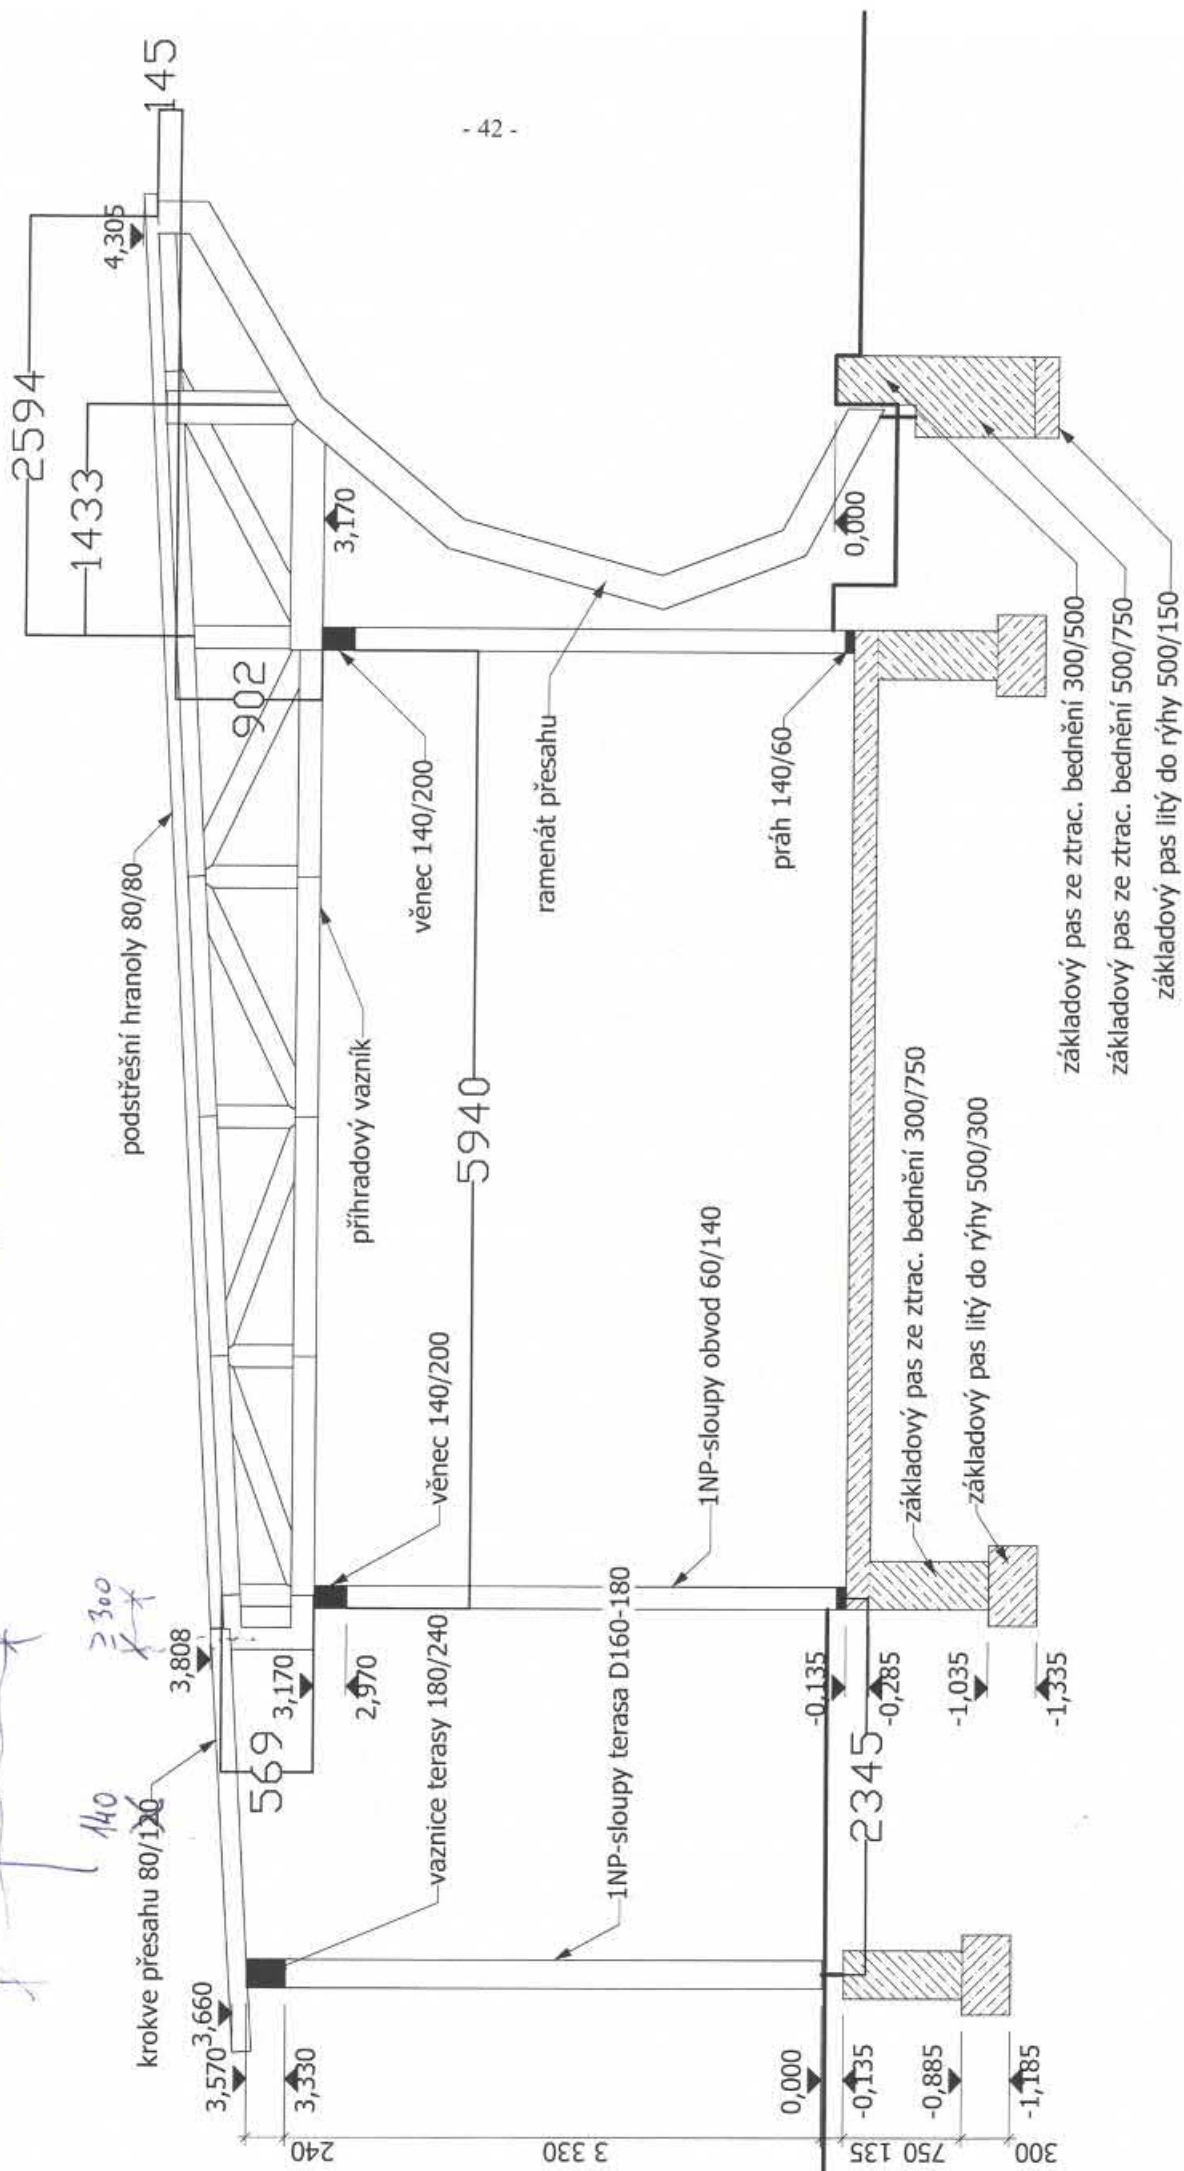 - 42 -
2594
1433
145
4,305
902
3,170
0,000
podstřešní hranoly 80/80
příhradový vazník
věnec 140/200
ramenát přesahu
práh 140/60
5940
základový pas ze ztrac. bednění 300/500
základový pas ze ztrac. bednění 500/750
základový pas litý do rýhy 500/150
≥300
3,808
3,170
2,970
569
140
krokve přesahu 80/120
věnec 140/200
vaznice terasy 180/240
1NP-sloupy terasa D160-180
1NP-sloupy obvod 60/140
základový pas ze ztrac. bednění 300/750
základový pas litý do rýhy 500/300
-0,135
-0,285
-1,035
-1,335
2345
3,660
3,570
3,330
0,000
-0,135
-0,885
-1,185
240
3 330
750 135
300